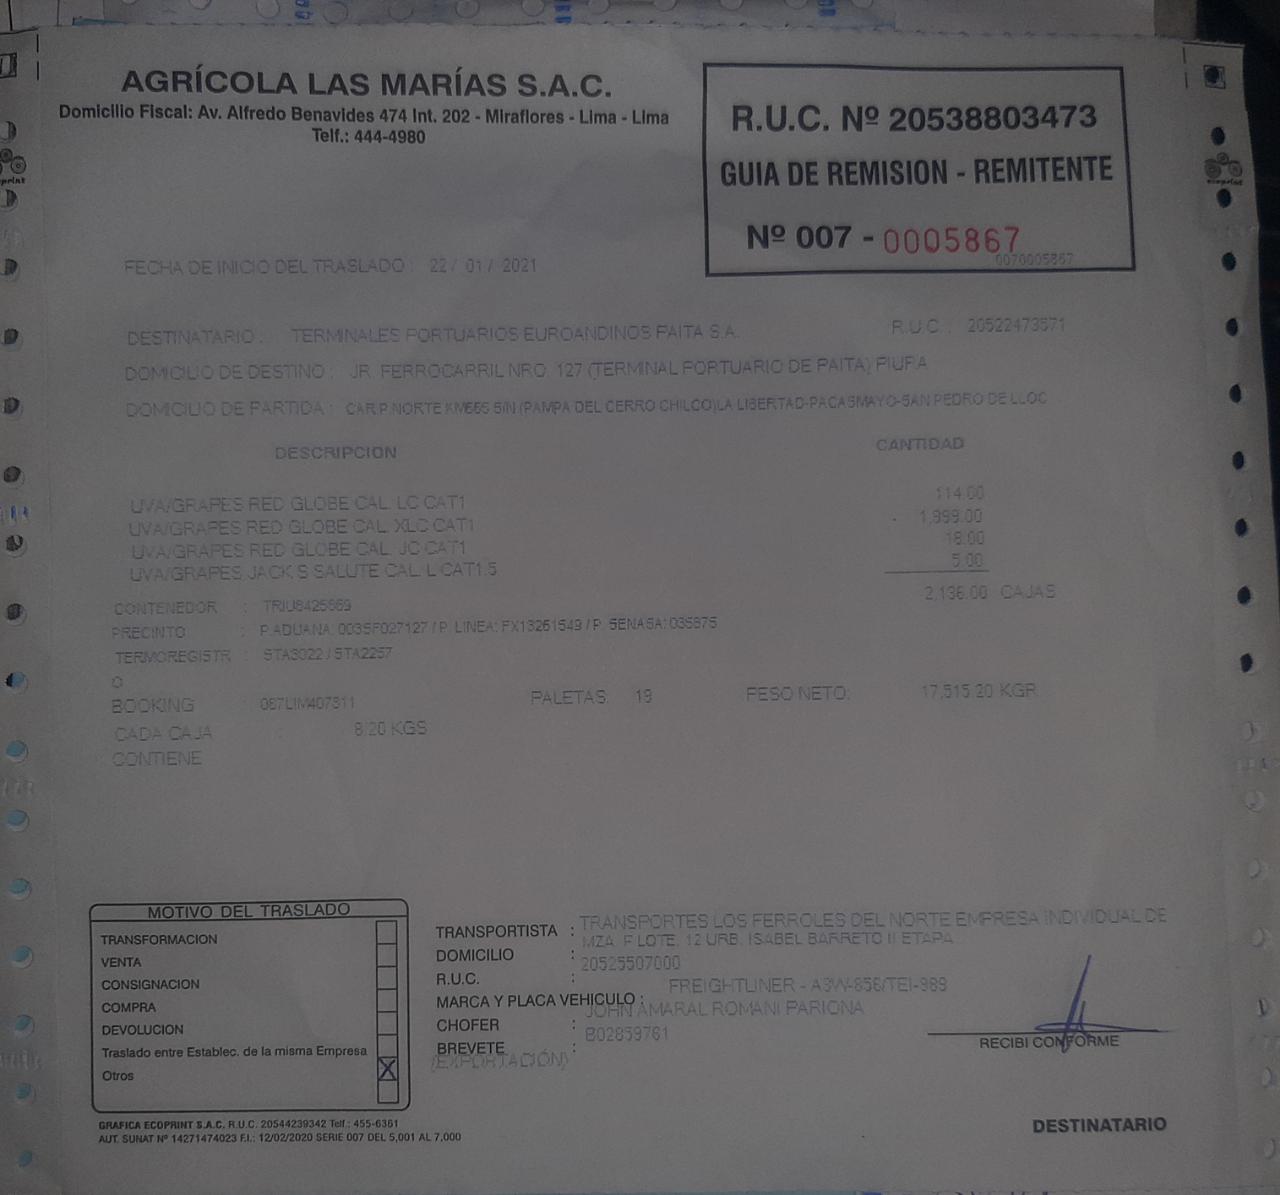 AGRÍCOLA LAS MARÍAS S.A.C.
Domicilio Fiscal: Av. Alfredo Benavides 474 Int. 202 - Miraflores - Lima - Lima
Telf.: 444-4980
R.U.C. Nº 20538803473
GUIA DE REMISION - REMITENTE
Nº 007 - 0005867
0070005867
FECHA DE INICIO DEL TRASLADO : 22 / 01 / 2021
DESTINATARIO : TERMINALES PORTUARIOS EUROANDINOS PAITA S.A. R.U.C : 20522473571
DOMICILIO DE DESTINO : JR. FERROCARRIL NRO. 127 (TERMINAL PORTUARIO DE PAITA) PIURA
DOMICILIO DE PARTIDA : CAR.P.NORTE KM665 S/N (PAMPA DEL CERRO CHILCO)LA LIBERTAD-PACASMAYO-SAN PEDRO DE LLOC
DESCRIPCION CANTIDAD
UVA/GRAPES RED GLOBE CAL. LC CAT1 114.00
UVA/GRAPES RED GLOBE CAL. XLC CAT1 1,999.00
UVA/GRAPES RED GLOBE CAL. JC CAT1 18.00
UVA/GRAPES JACK S SALUTE CAL. L CAT1.5 5.00
2,136.00 CAJAS
CONTENEDOR : TRIU8425669
PRECINTO : P.ADUANA: 003SF027127 / P. LINEA: FX13261549 / P. SENASA: 035875
TERMOREGISTR : STA3022 / STA2257
O
BOOKING : 067LIM407311 PALETAS: 19 PESO NETO: 17,515.20 KGR
CADA CAJA : 8.20 KGS
CONTIENE
MOTIVO DEL TRASLADO
TRANSFORMACION
VENTA
CONSIGNACION
COMPRA
DEVOLUCION
Traslado entre Establec. de la misma Empresa
Otros X
TRANSPORTISTA : TRANSPORTES LOS FERROLES DEL NORTE EMPRESA INDIVIDUAL DE
DOMICILIO : MZA. F LOTE. 12 URB. ISABEL BARRETO II ETAPA
R.U.C. : 20525507000
MARCA Y PLACA VEHICULO : FREIGHTLINER - A3W-856/TEI-989
CHOFER : JOHN AMARAL ROMANI PARIONA
BREVETE : B02859761
(EXPORTACIÓN)
RECIBI CONFORME
GRAFICA ECOPRINT S.A.C. R.U.C. 20544239342 Telf.: 455-6361
AUT. SUNAT Nº 14271474023 F.I.: 12/02/2020 SERIE 007 DEL 5,001 AL 7,000
DESTINATARIO